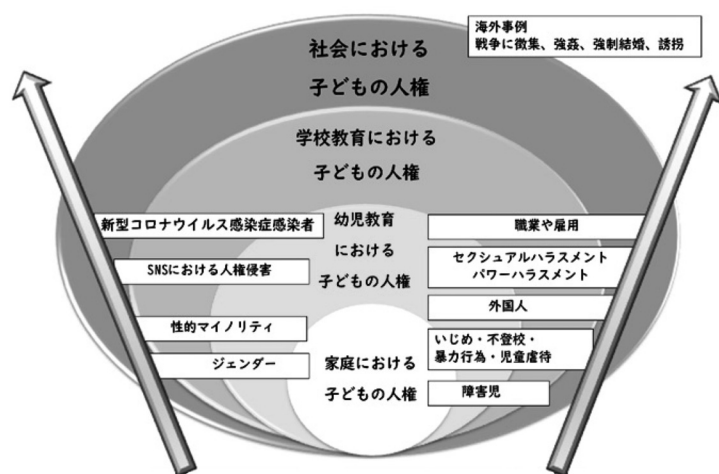 海外事例
戦争に徴集、強姦、強制結婚、誘拐
社会における
子どもの人権
学校教育における
子どもの人権
幼児教育
における
子どもの人権
家庭における
子どもの人権
新型コロナウイルス感染症感染者
SNSにおける人権侵害
性的マイノリティ
ジェンダー
職業や雇用
セクシュアルハラスメント
パワーハラスメント
外国人
いじめ・不登校・
暴力行為・児童虐待
障害児